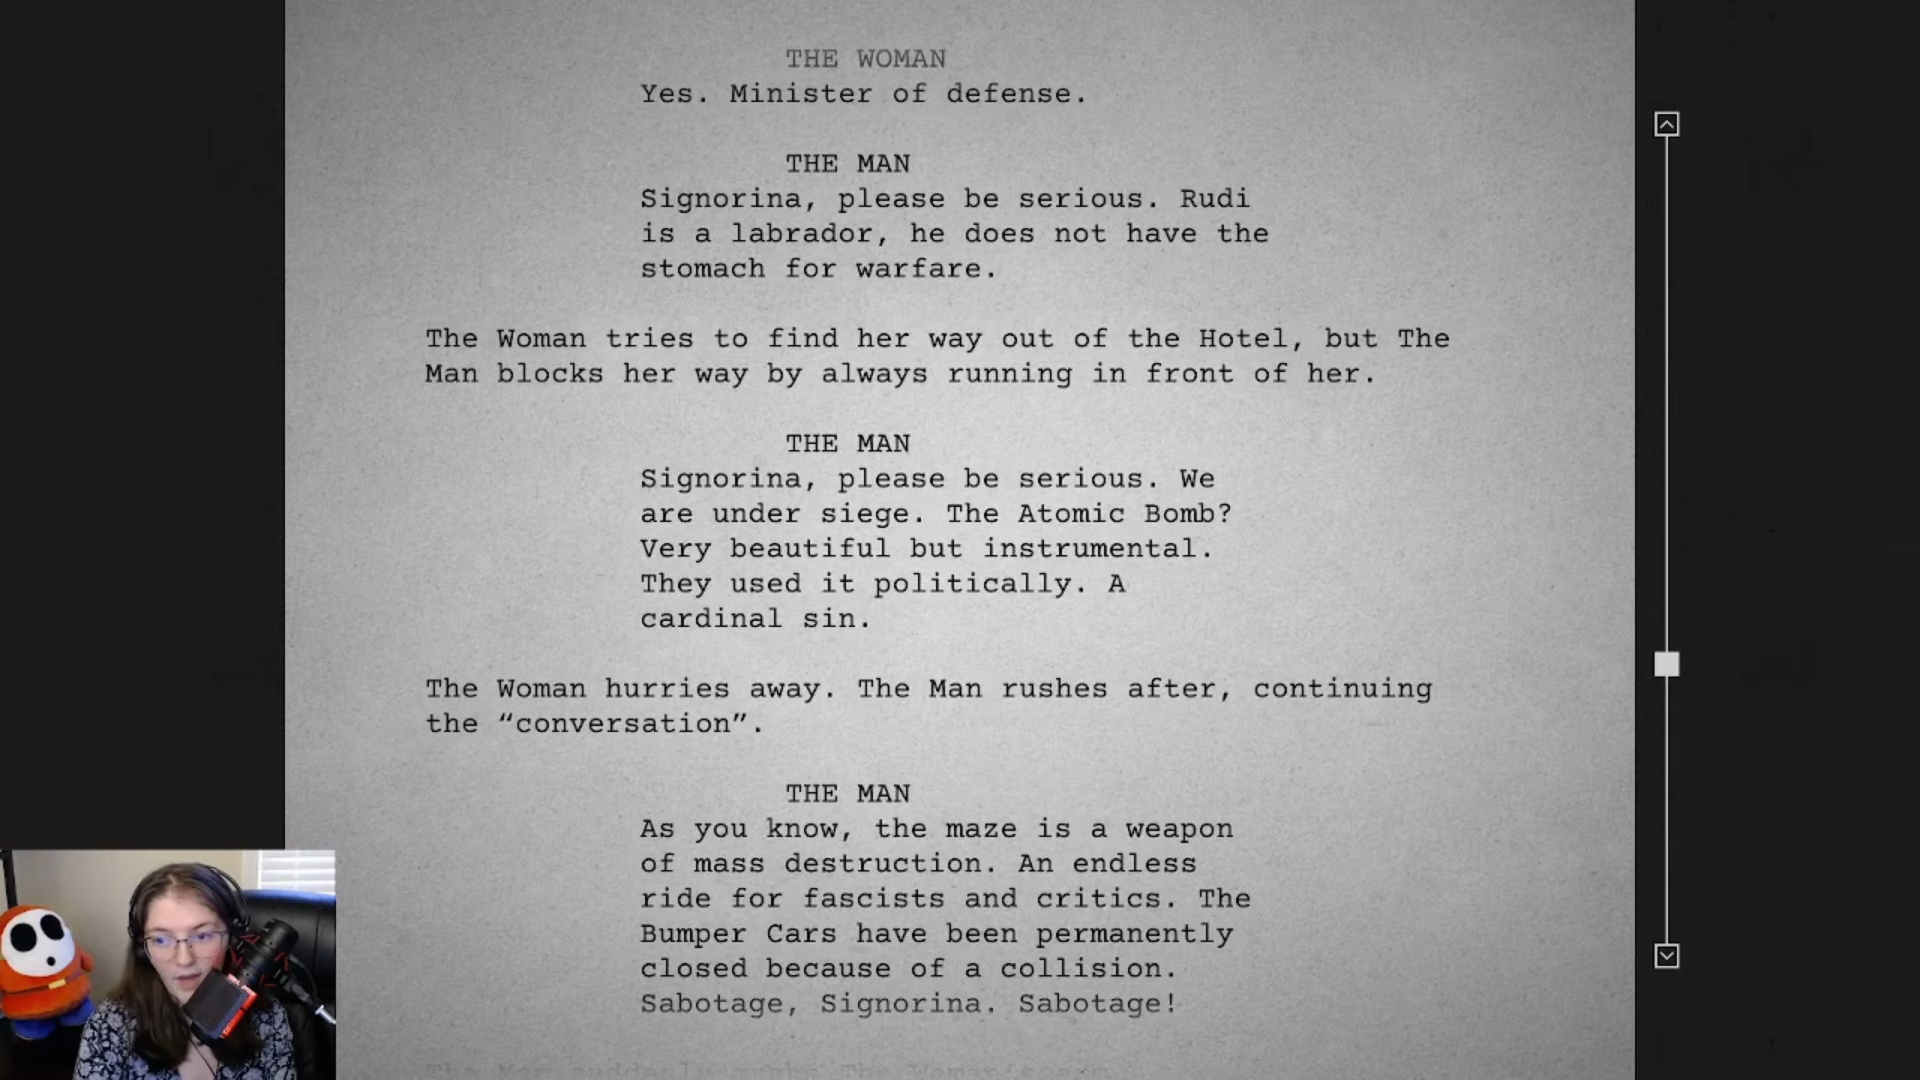 THE WOMAN
Yes. Minister of defense.
THE MAN
Signorina, please be serious. Rudi
is a labrador, he does not have the
stomach for warfare.
The Woman tries to find her way out of the Hotel, but The
Man blocks her way by always running in front of her.
THE MAN
Signorina, please be serious. We
are under siege. The Atomic Bomb?
Very beautiful but instrumental.
They used it politically. A
cardinal sin.
The Woman hurries away. The Man rushes after, continuing
the “conversation”.
THE MAN
As you know, the maze is a weapon
of mass destruction. An endless
ride for fascists and critics. The
Bumper Cars have been permanently
closed because of a collision.
Sabotage, Signorina. Sabotage!
The Man suddenly The Woman's